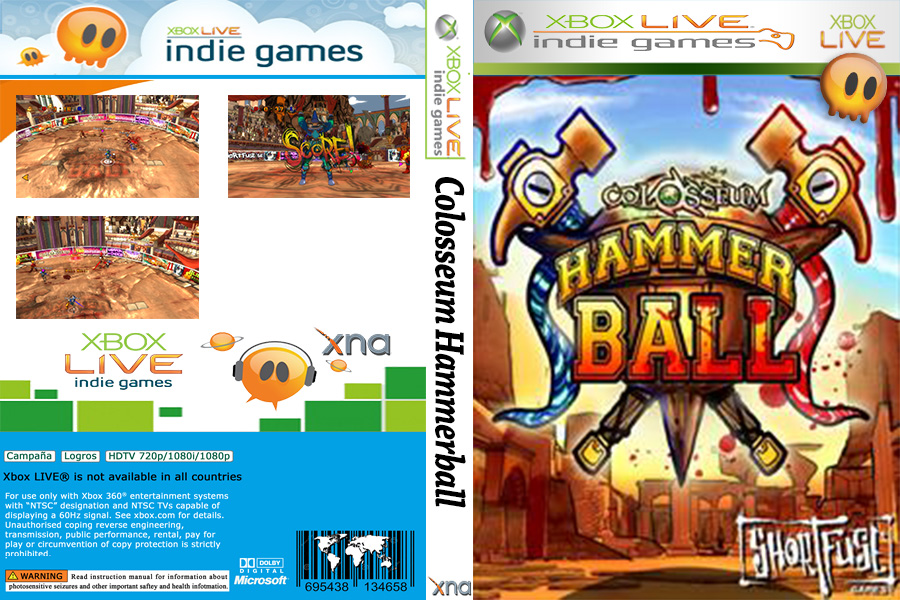 XBOX LIVE
indie games
SCORE!
XBOX
LIVE
indie games
xna
Campaña Logros HDTV 720p/1080i/1080p
Xbox LIVE® is not available in all countries
For use only with Xbox 360® entertainment systems
with “NTSC” designation and NTSC TVs capable of
displaying a 60Hz signal. See xbox.com for details.
Unauthorised coping reverse engineering,
transmission, public performance, rental, pay for
play or circumvention of copy protection is strictly
prohibited.
WARNING Read instruction manual for information about
photosensitive seizures and other important saftey and health infotmation.
DOLBY
DIGITAL
Microsoft
695438 134658
XBOX LIVE
indie games
Colosseum Hammerball
xna
XBOX LIVE
indie games
XBOX
LIVE
COLOSSEUM
HAMMER
BALL
SHORTFUSE
GAMES